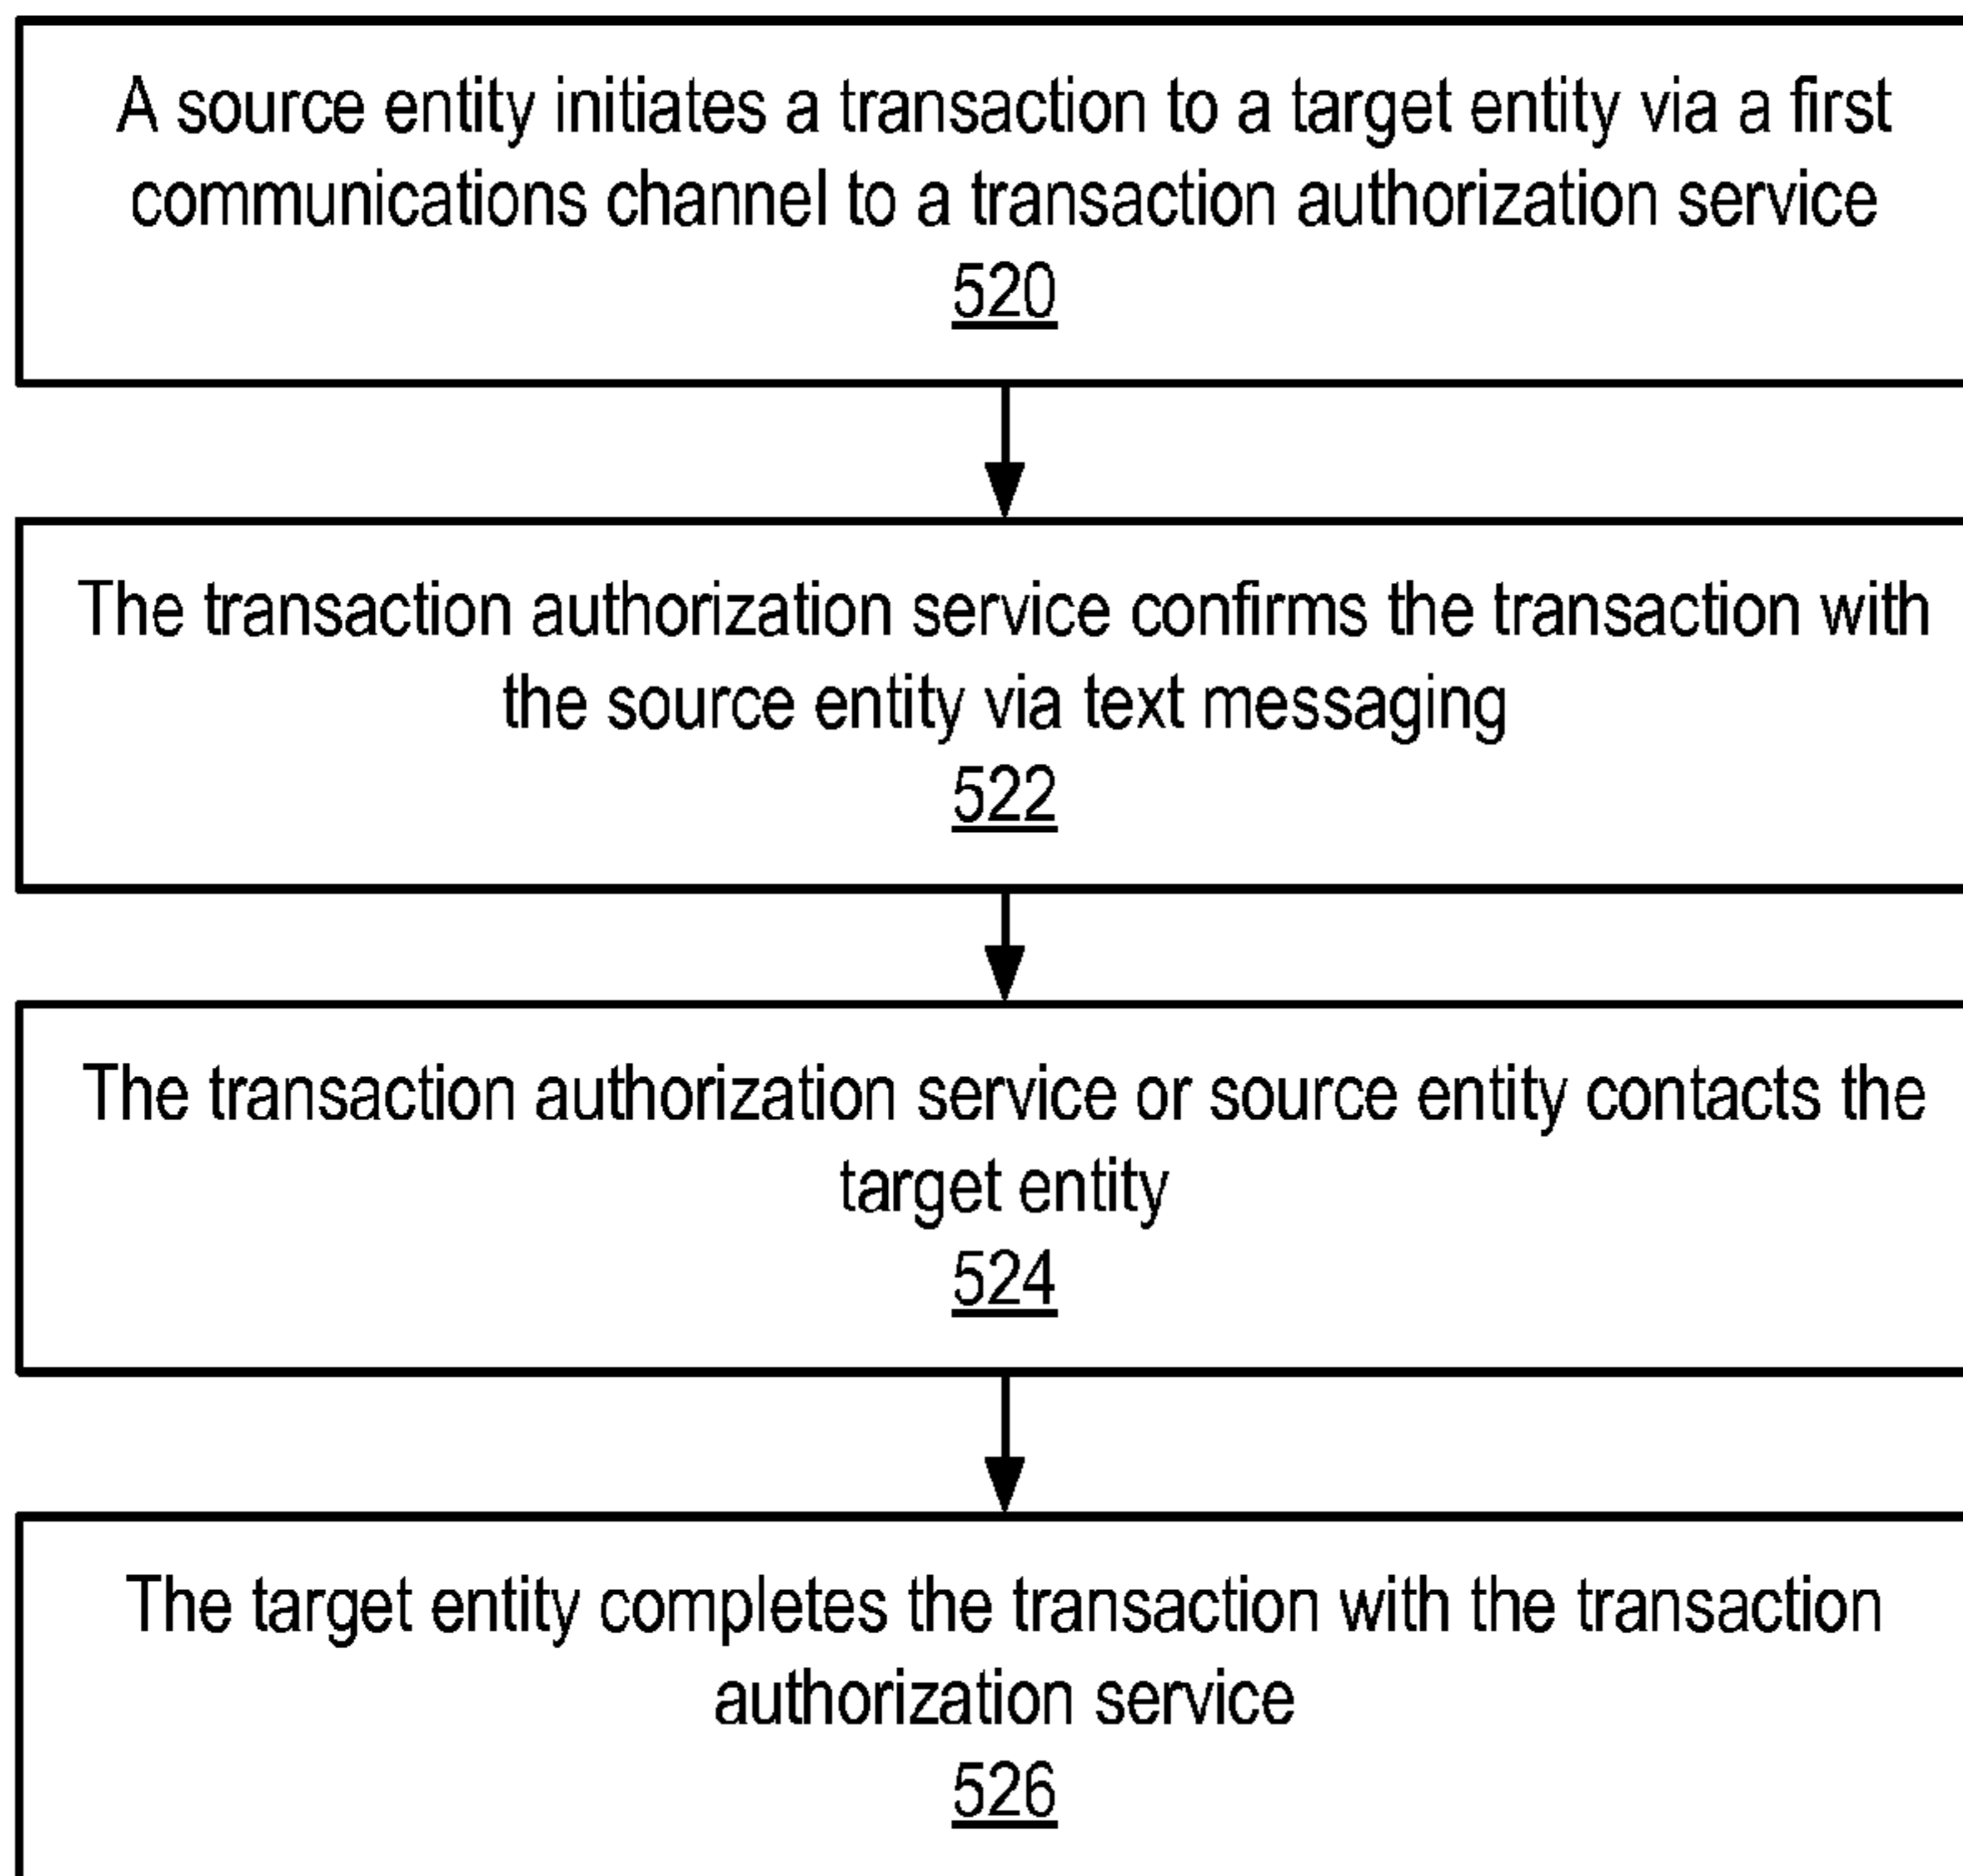 A source entity initiates a transaction to a target entity via a first
communications channel to a transaction authorization service
520
The transaction authorization service confirms the transaction with
the source entity via text messaging
522
The transaction authorization service or source entity contacts the
target entity
524
The target entity completes the transaction with the transaction
authorization service
526